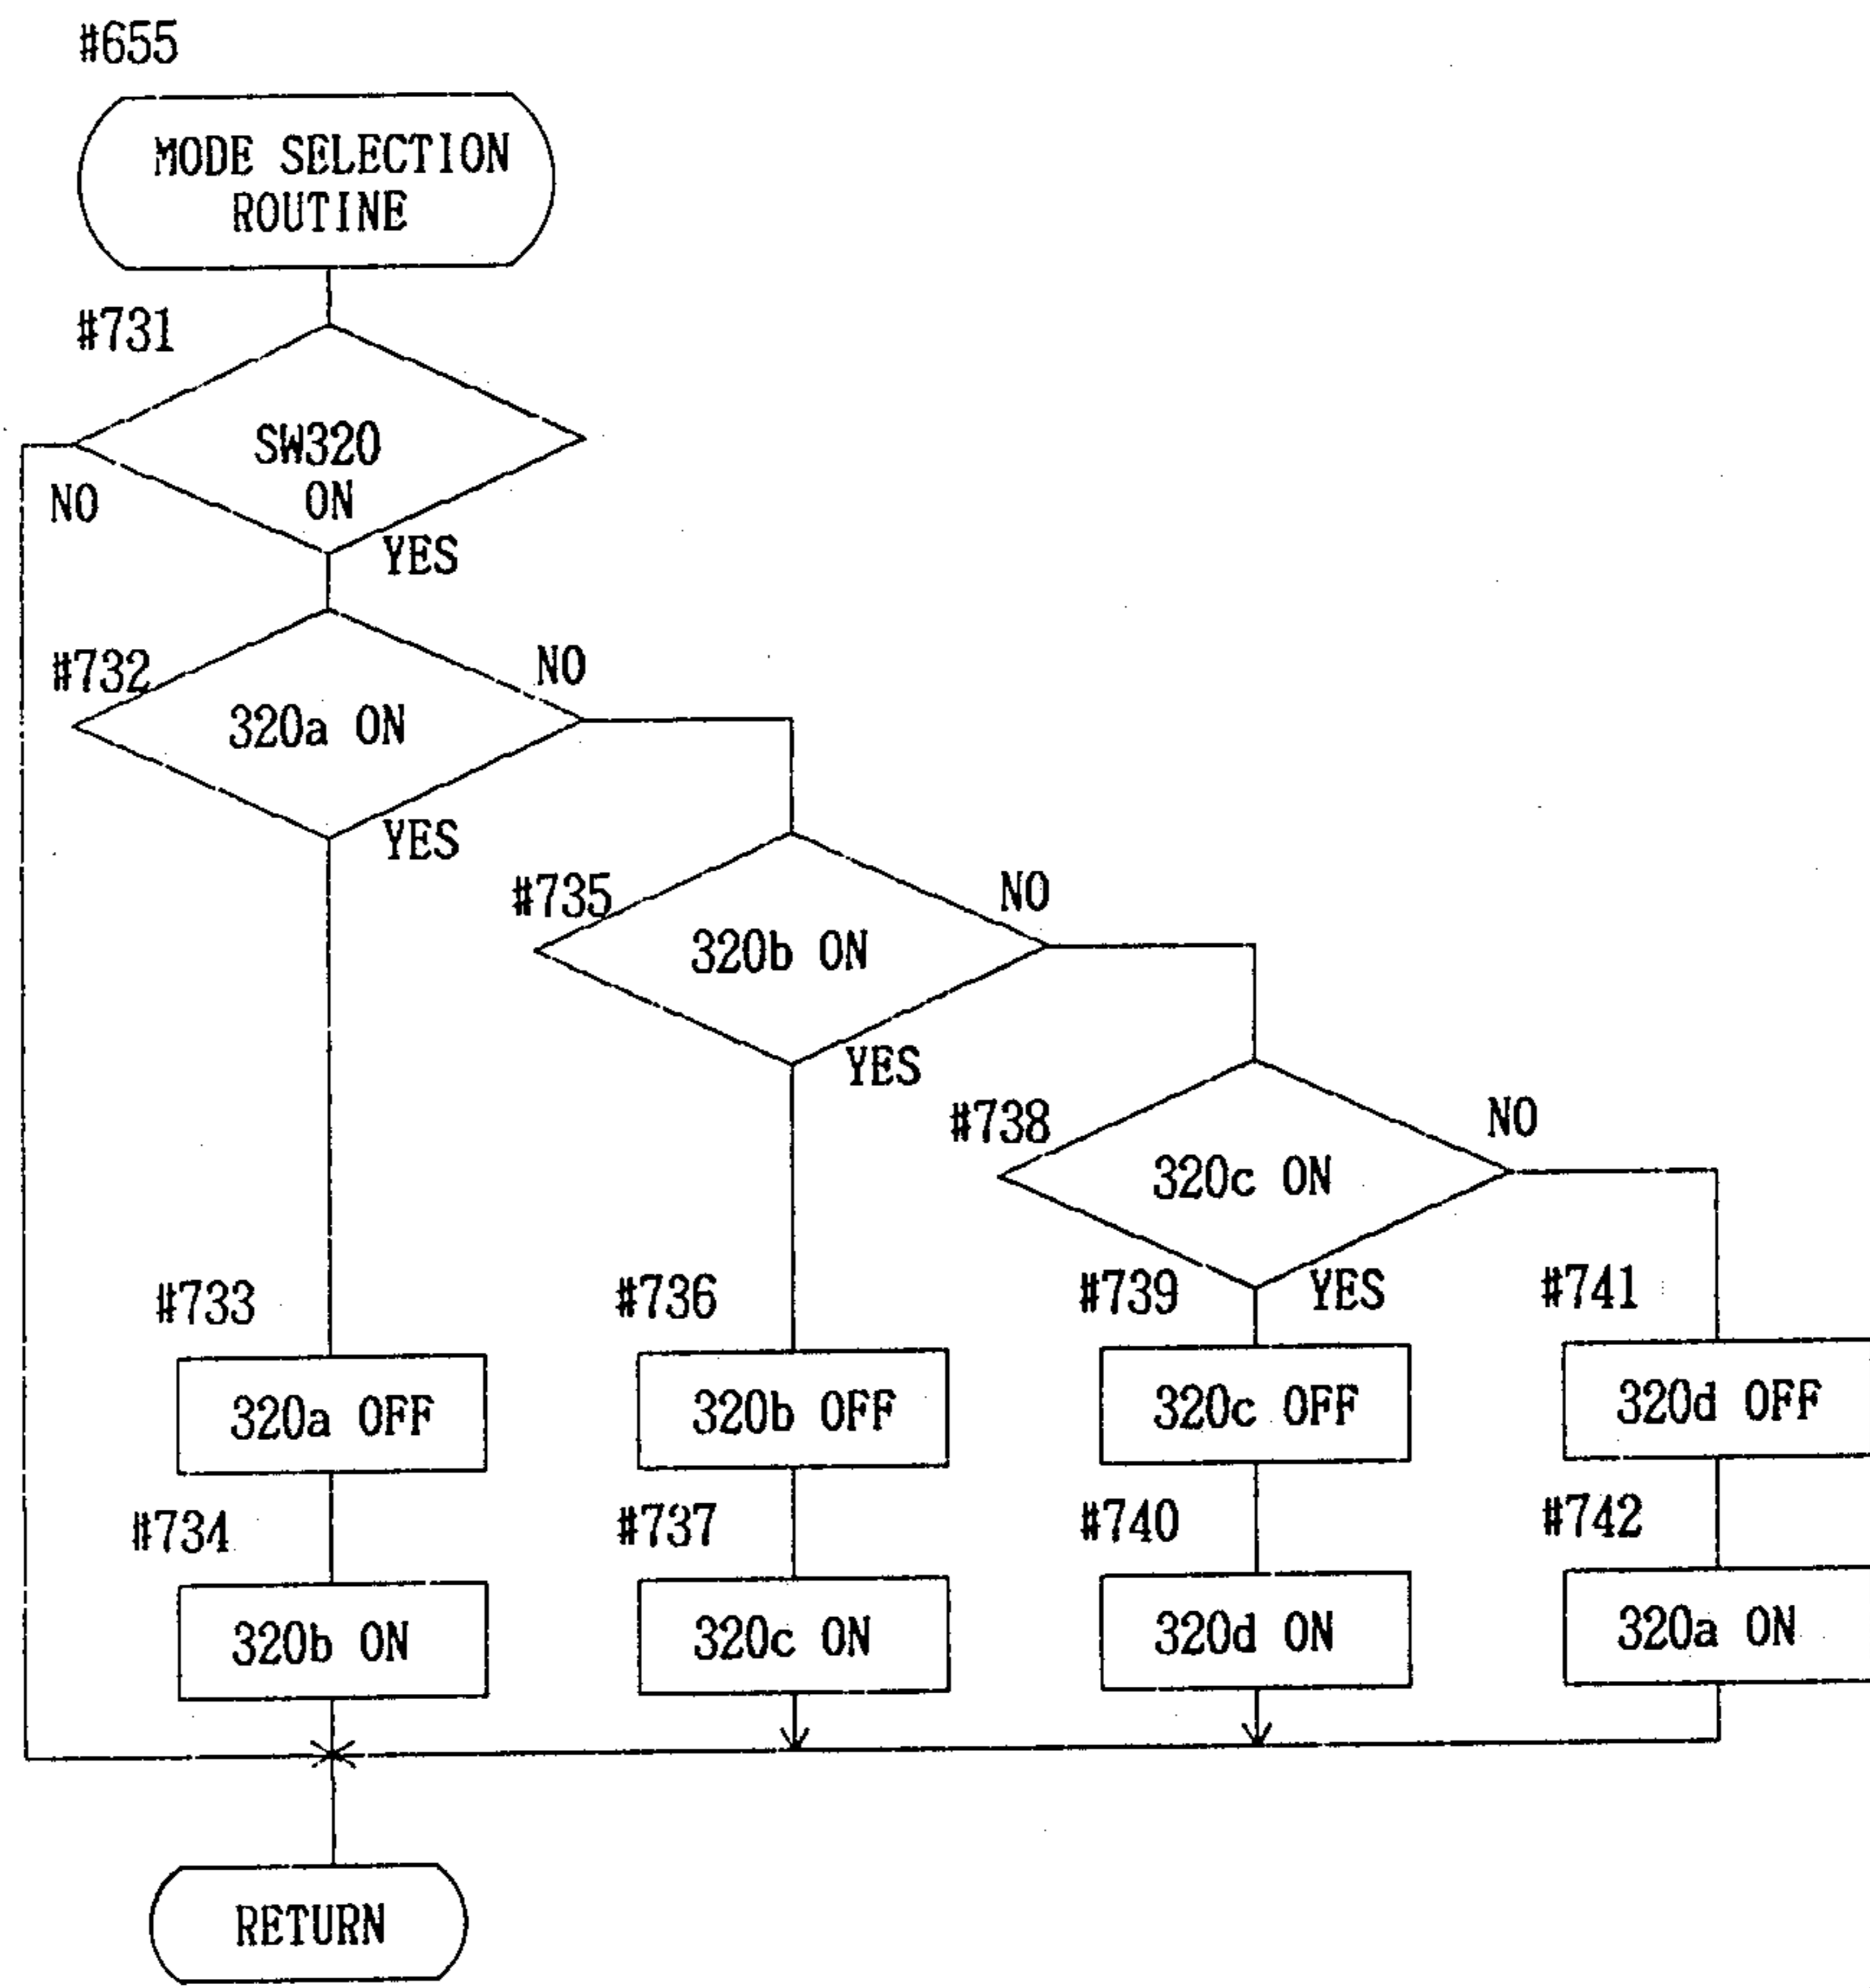 #655
MODE SELECTION
ROUTINE
#731
SW320
ON
NO
YES
#732
320a ON
NO
YES
#735
320b ON
NO
YES
#738
320c ON
NO
YES
#733
320a OFF
#736
320b OFF
#739
320c OFF
#741
320d OFF
#734
320b ON
#737
320c ON
#740
320d ON
#742
320a ON
RETURN